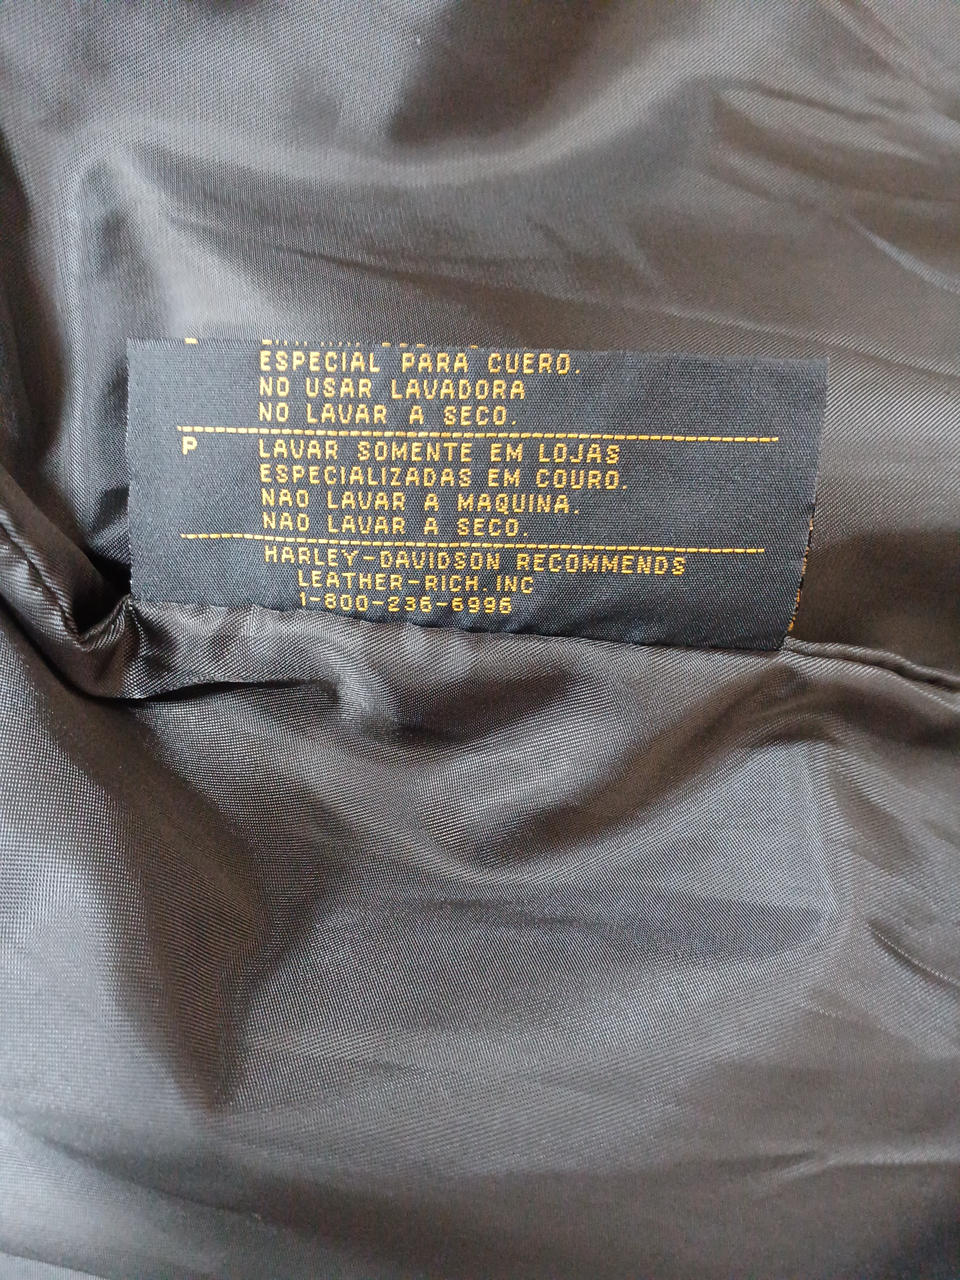 ESPECIAL PARA CUERO.
NO USAR LAVADORA
NO LAVAR A SECO.
P LAVAR SOMENTE EM LOJAS
ESPECIALIZADAS EM COURO.
NAO LAVAR A MAQUINA.
NAO LAVAR A SECO.
HARLEY-DAVIDSON RECOMMENDS
LEATHER-RICH.INC
1-800-236-6996